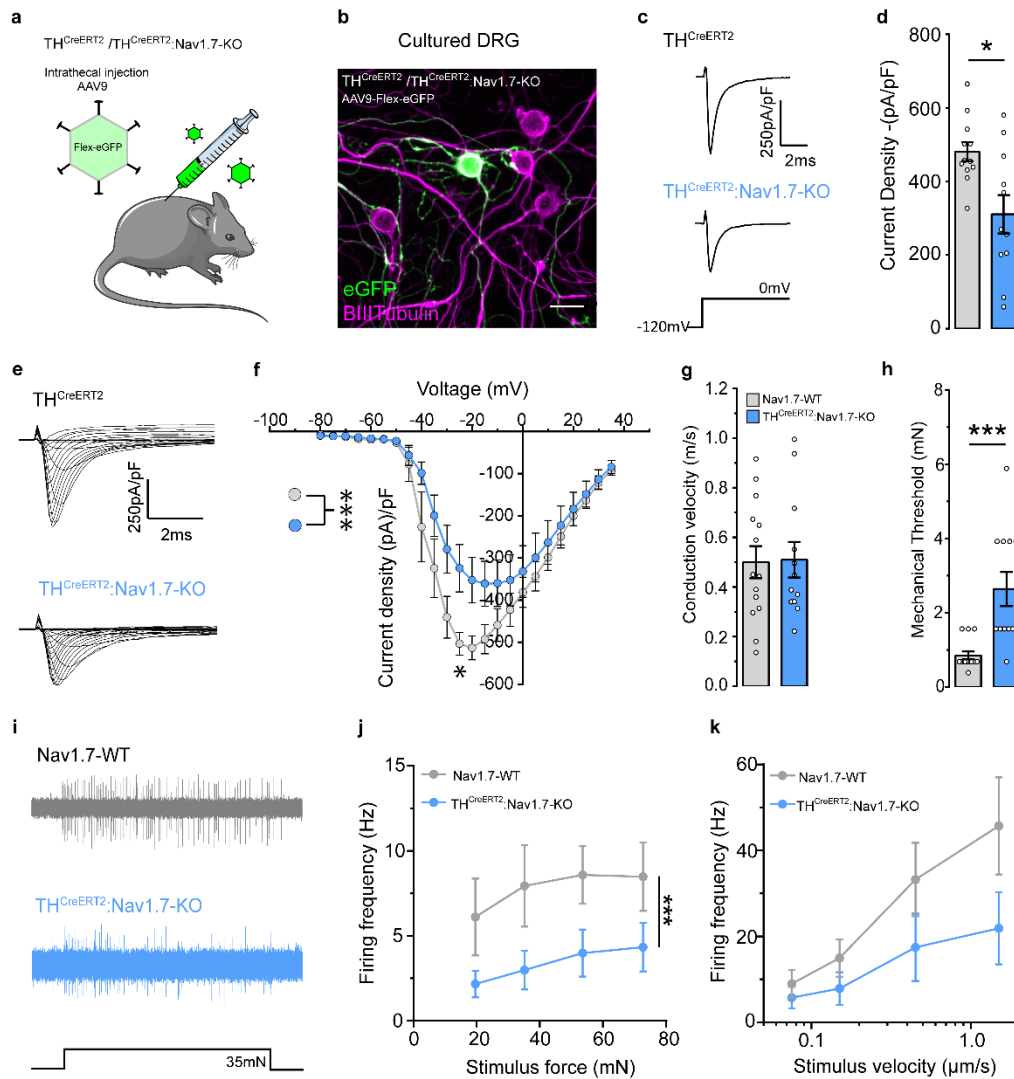 a
TH^CreERT2 /TH^CreERT2:Nav1.7-KO
Intrathecal injection
AAV9
Flex-eGFP
b
Cultured DRG
TH^CreERT2 /TH^CreERT2:Nav1.7-KO
AAV9-Flex-eGFP
eGFP
BIIITubulin
c
TH^CreERT2
250pA/pF
2ms
TH^CreERT2:Nav1.7-KO
0mV
-120mV
d
Current Density -(pA/pF)
800
600
400
200
0
*
e
TH^CreERT2
250pA/pF
2ms
TH^CreERT2:Nav1.7-KO
f
Voltage (mV)
-100 -80 -60 -40 -20 0 20 40
-100
-200
-300
-400
-500
-600
Current density (pA)/pF
***
*
g
Conduction velocity (m/s)
1.2
1.0
0.8
0.6
0.4
0.2
0.0
Nav1.7-WT
TH^CreERT2:Nav1.7-KO
h
Mechanical Threshold (mN)
8
6
4
2
0
***
i
Nav1.7-WT
TH^CreERT2:Nav1.7-KO
35mN
j
Firing frequency (Hz)
15
10
5
0
Nav1.7-WT
TH^CreERT2:Nav1.7-KO
***
0 20 40 60 80
Stimulus force (mN)
k
Firing frequency (Hz)
60
40
20
0
Nav1.7-WT
TH^CreERT2:Nav1.7-KO
0.1 1.0
Stimulus velocity (μm/s)